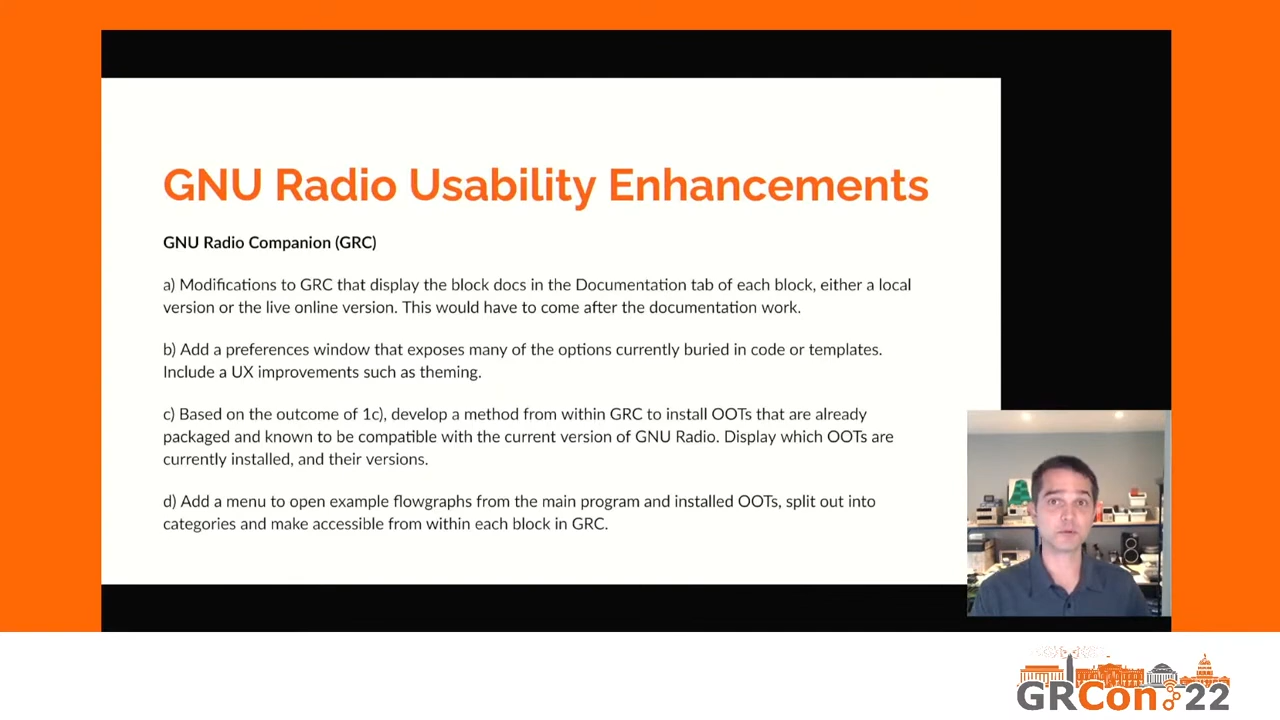 GNU Radio Usability Enhancements
GNU Radio Companion (GRC)
a) Modifications to GRC that display the block docs in the Documentation tab of each block, either a local
version or the live online version. This would have to come after the documentation work.
b) Add a preferences window that exposes many of the options currently buried in code or templates.
Include a UX improvements such as theming.
c) Based on the outcome of 1c), develop a method from within GRC to install OOTs that are already
packaged and known to be compatible with the current version of GNU Radio. Display which OOTs are
currently installed, and their versions.
d) Add a menu to open example flowgraphs from the main program and installed OOTs, split out into
categories and make accessible from within each block in GRC.
GRCon 22